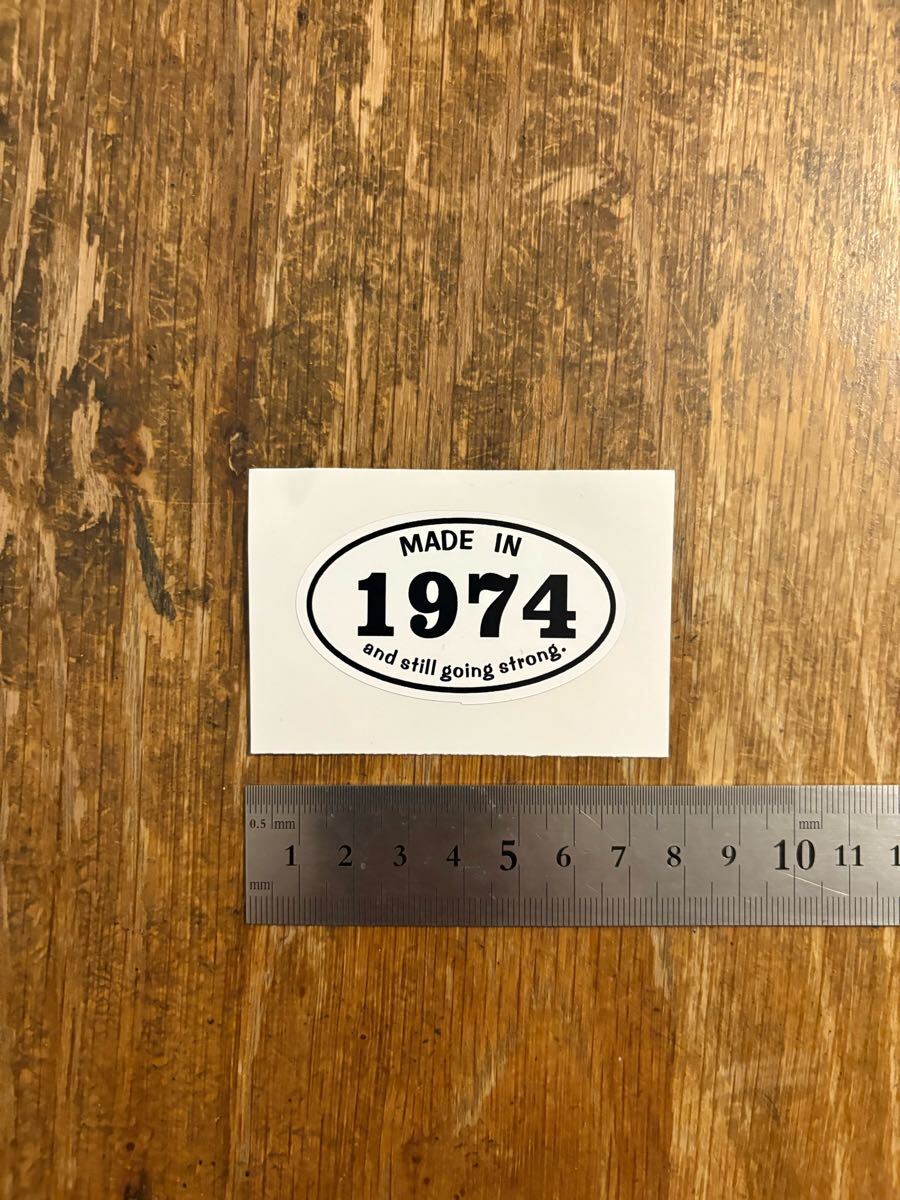 MADE IN
1974
and still going strong.
0.5 mm mm
1 2 3 4 5 6 7 8 9 10 11
mm